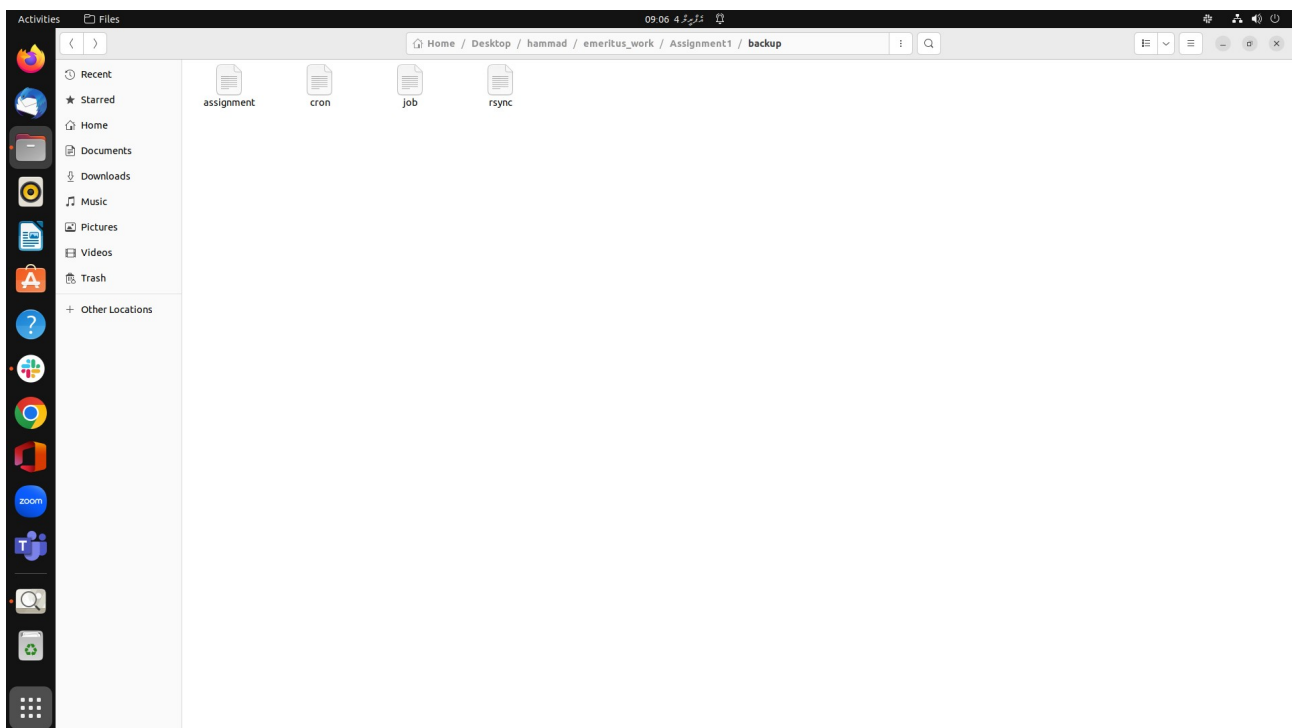 Activities
Files
09:06 4
Home / Desktop / hammad / emeritus_work / Assignment1 / backup
Recent
Starred
Home
Documents
Downloads
Music
Pictures
Videos
Trash
+ Other Locations
assignment
cron
job
rsync
zoom
T